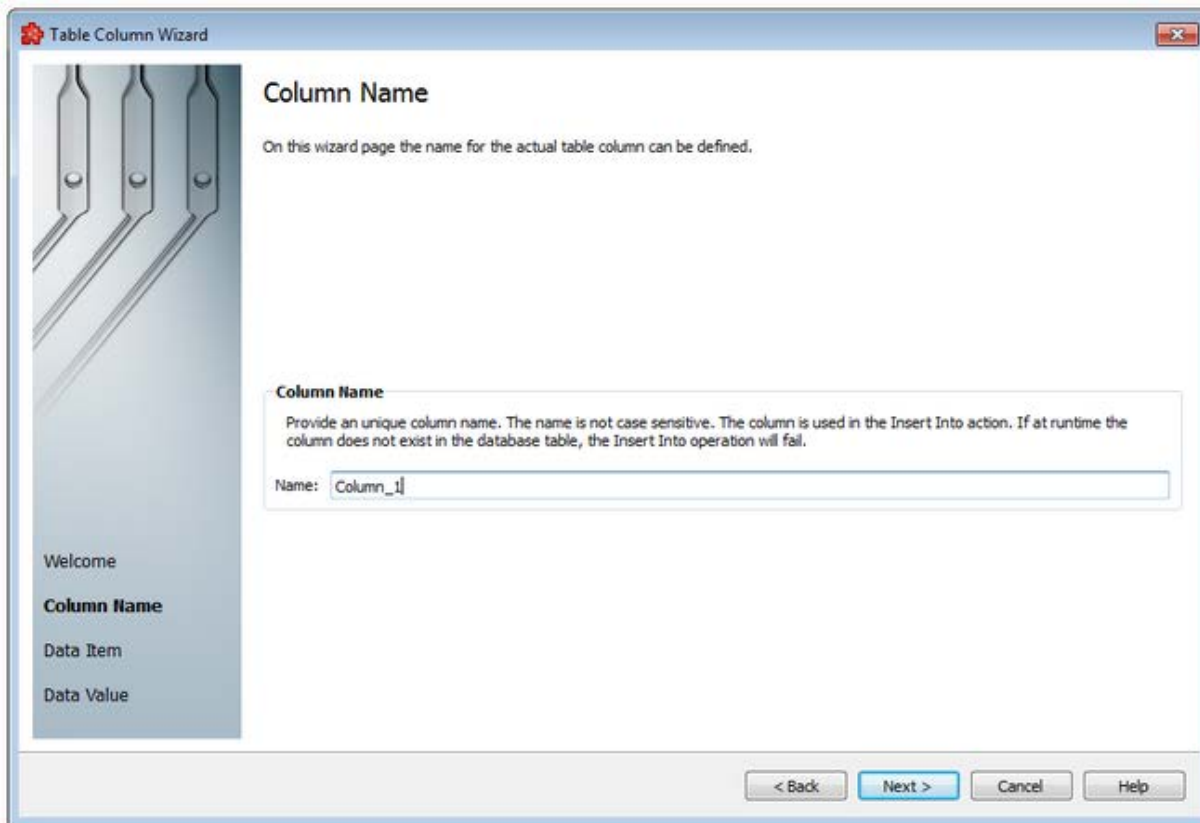 Table Column Wizard
Column Name
On this wizard page the name for the actual table column can be defined.
Column Name
Provide an unique column name. The name is not case sensitive. The column is used in the Insert Into action. If at runtime the
column does not exist in the database table, the Insert Into operation will fail.
Name: Column_1
Welcome
Column Name
Data Item
Data Value
< Back Next > Cancel Help